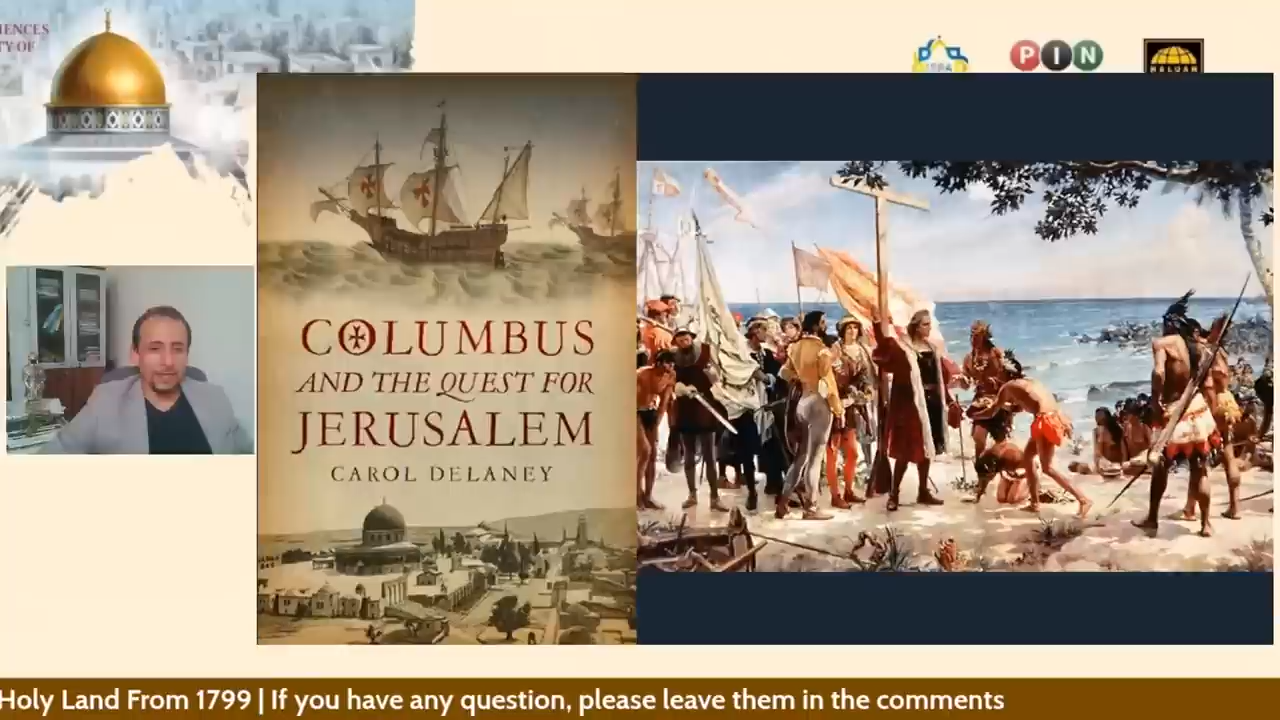 IENCES
TY OF
PIN
COLUMBUS
AND THE QUEST FOR
JERUSALEM
CAROL DELANEY
Holy Land From 1799 | If you have any question, please leave them in the comments